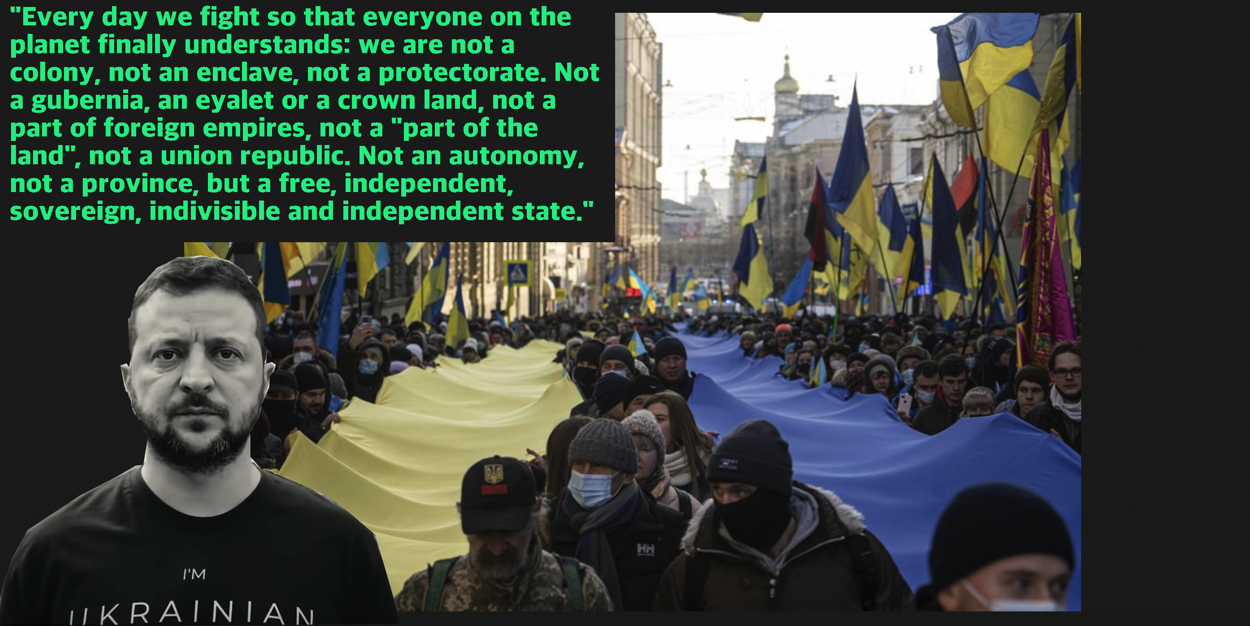 "Every day we fight so that everyone on the
planet finally understands: we are not a
colony, not an enclave, not a protectorate. Not
a gubernia, an eyalet or a crown land, not a
part of foreign empires, not a "part of the
land", not a union republic. Not an autonomy,
not a province, but a free, independent,
sovereign, indivisible and independent state."
I'M
UKRAINIAN
HH